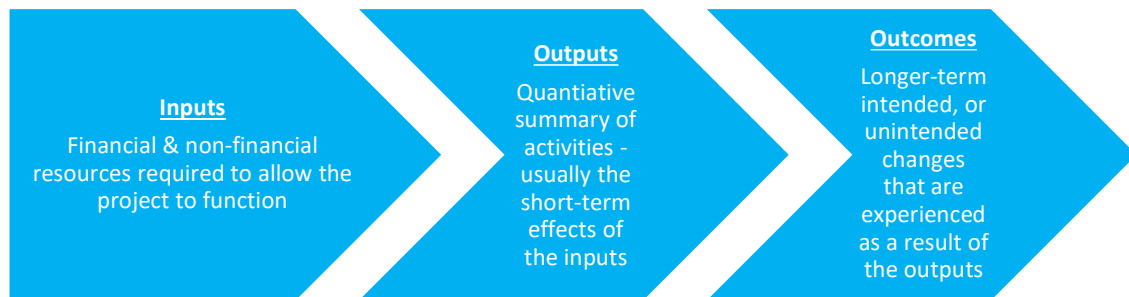 Inputs
Financial & non-financial
resources required to allow the
project to function
Outputs
Quantiative
summary of
activities -
usually the
short-term
effects of
the inputs
Outcomes
Longer-term
intended, or
unintended
changes
that are
experienced
as a result of
the outputs